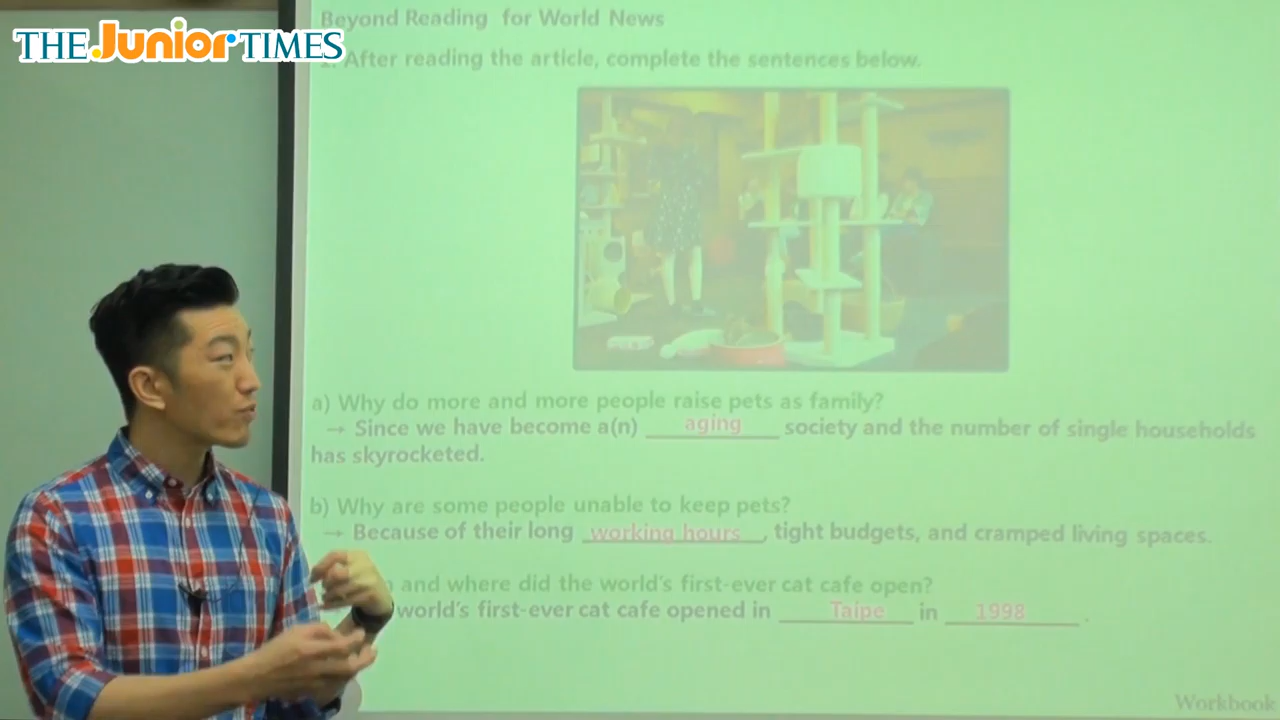 THE Junior TIMES
Beyond Reading for World News
1. After reading the article, complete the sentences below.
a) Why do more and more people raise pets as family?
→ Since we have become a(n) aging society and the number of single households
has skyrocketed.
b) Why are some people unable to keep pets?
→ Because of their long working hours, tight budgets, and cramped living spaces.
and where did the world's first-ever cat cafe open?
world's first-ever cat cafe opened in Taipe in 1998.
Workbook